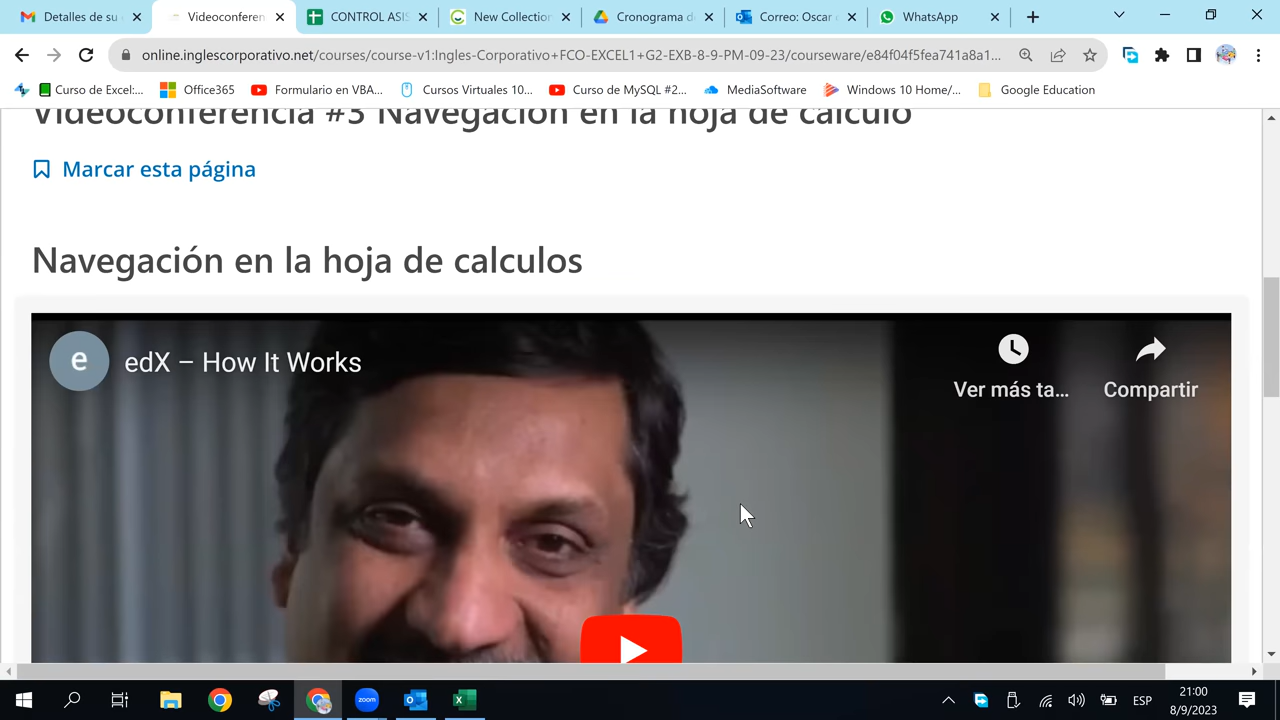 Detalles de su
Videoconferen
CONTROL ASIS
New Collection
Cronograma d
Correo: Oscar
WhatsApp
online.inglescorporativo.net/courses/course-v1:Ingles-Corporativo+FCO-EXCEL1+G2-EXB-8-9-PM-09-23/courseware/e84f04f5fea741a8a1...
Curso de Excel:...
Office365
Formulario en VBA...
Cursos Virtuales 10...
Curso de MySQL #2...
MediaSoftware
Windows 10 Home/...
Google Education
Videoconferencia #3 Navegación en la hoja de calculo
Marcar esta página
Navegación en la hoja de calculos
e
edX – How It Works
Ver más ta...
Compartir
zoom
ESP
21:00
8/9/2023